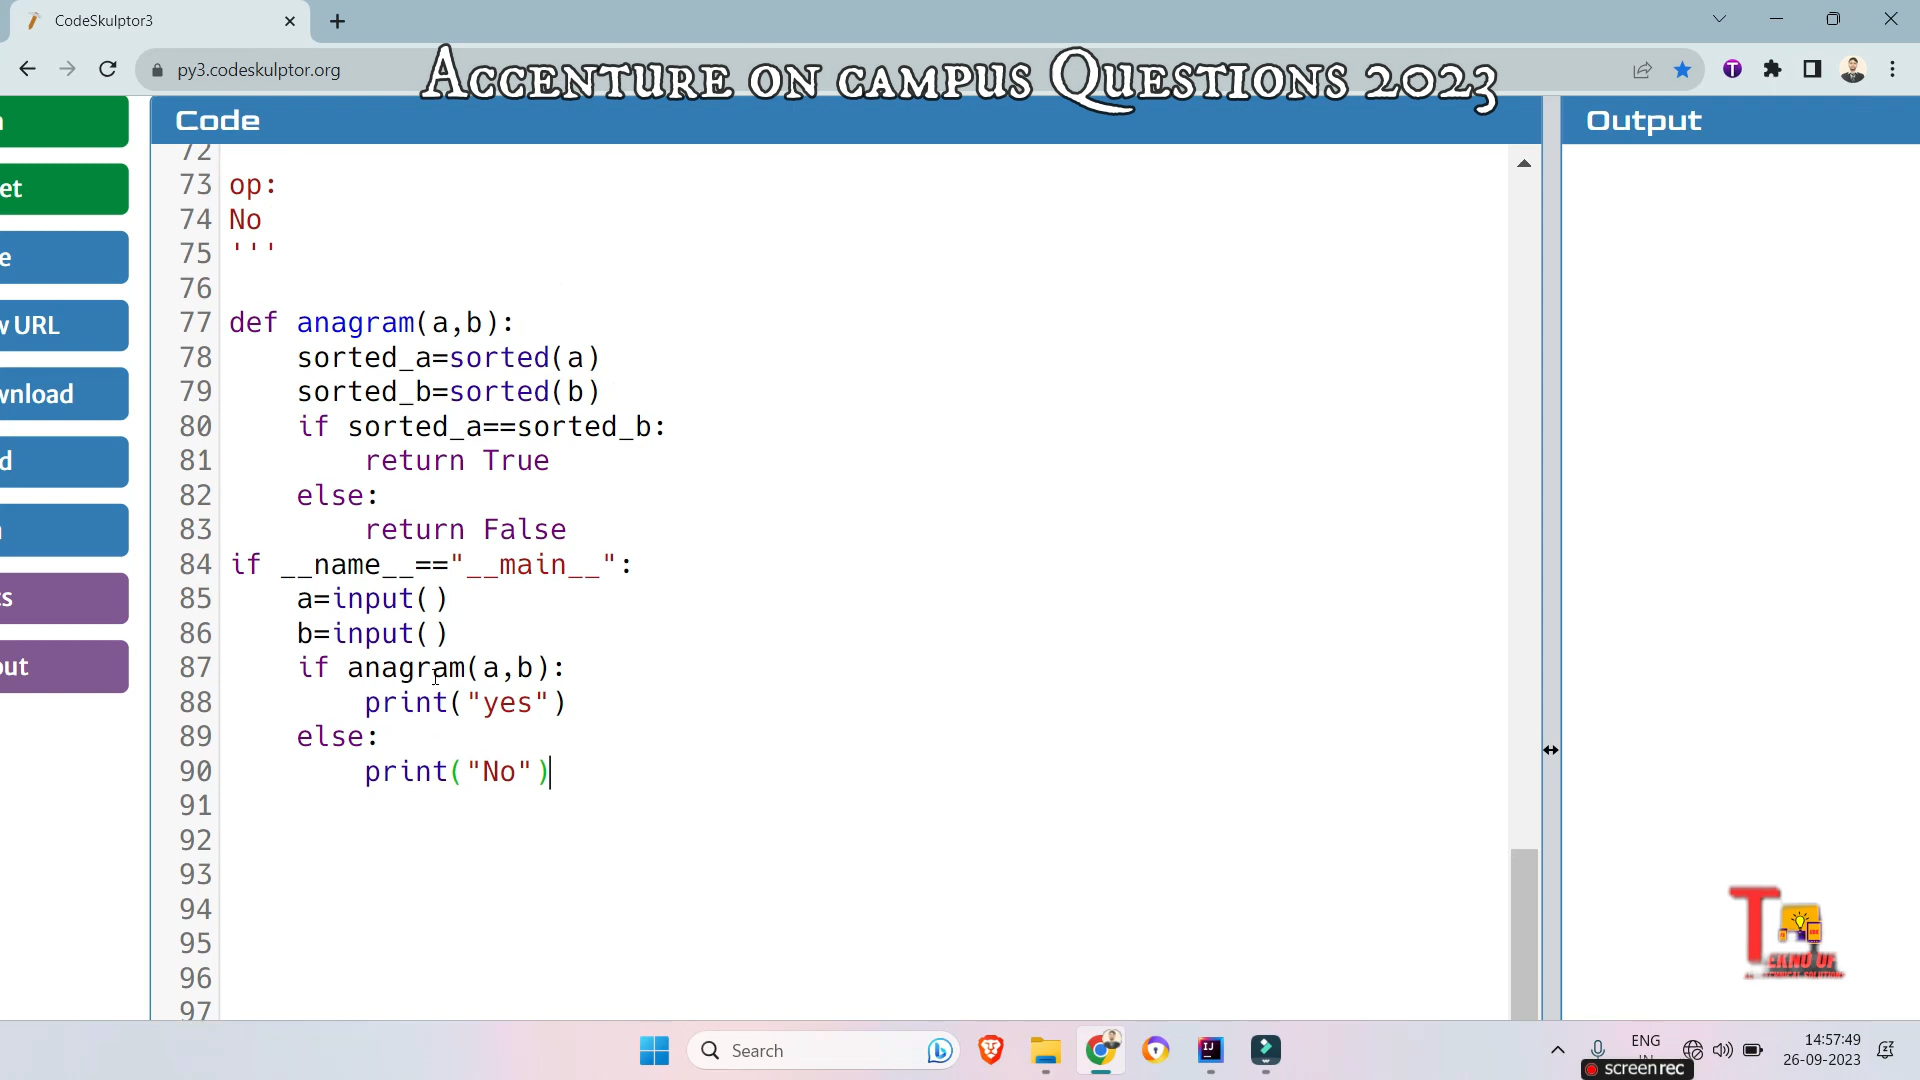 CodeSkulptor3
py3.codeskulptor.org
Accenture on campus Questions 2023
Code
Output
et
e
w URL
wnload
d
s
out
72
73 op:
74 No
75 '''
76
77 def anagram(a,b):
78 sorted_a=sorted(a)
79 sorted_b=sorted(b)
80 if sorted_a==sorted_b:
81 return True
82 else:
83 return False
84 if __name__=="__main__":
85 a=input()
86 b=input()
87 if anagram(a,b):
88 print("yes")
89 else:
90 print("No")
91
92
93
94
95
96
97
Search
ENG
14:57:49
26-09-2023
screenrec